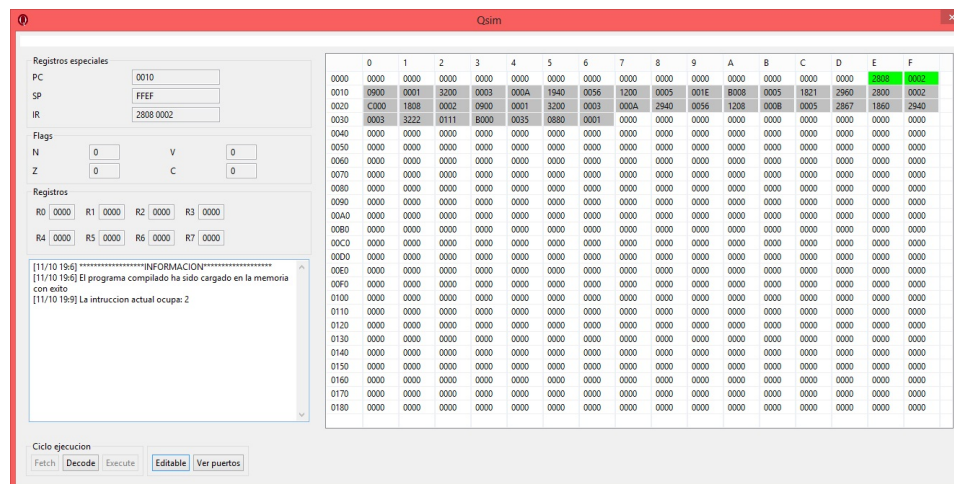 Qsim
Registros especiales
PC 0010
SP FFEF
IR 2808 0002
Flags
N 0 V 0
Z 0 C 0
Registros
R0 0000 R1 0000 R2 0000 R3 0000
R4 0000 R5 0000 R6 0000 R7 0000
[11/10 19:6] ******************INFORMACION*******************
[11/10 19:6] El programa compilado ha sido cargado en la memoria
con exito
[11/10 19:9] La intruccion actual ocupa: 2
Ciclo ejecucion
Fetch Decode Execute Editable Ver puertos
0 1 2 3 4 5 6 7 8 9 A B C D E F
0000 0000 0000 0000 0000 0000 0000 0000 0000 0000 0000 0000 0000 0000 0000 2808 0002
0010 0900 0001 3200 0003 000A 1940 0056 1200 0005 001E B008 0005 1821 2960 2800 0002
0020 C000 1808 0002 0900 0001 3200 0003 000A 2940 0056 1208 000B 0005 2867 1860 2940
0030 0003 3222 0111 B000 0035 0880 0001 0000 0000 0000 0000 0000 0000 0000 0000 0000
0040 0000 0000 0000 0000 0000 0000 0000 0000 0000 0000 0000 0000 0000 0000 0000 0000
0050 0000 0000 0000 0000 0000 0000 0000 0000 0000 0000 0000 0000 0000 0000 0000 0000
0060 0000 0000 0000 0000 0000 0000 0000 0000 0000 0000 0000 0000 0000 0000 0000 0000
0070 0000 0000 0000 0000 0000 0000 0000 0000 0000 0000 0000 0000 0000 0000 0000 0000
0080 0000 0000 0000 0000 0000 0000 0000 0000 0000 0000 0000 0000 0000 0000 0000 0000
0090 0000 0000 0000 0000 0000 0000 0000 0000 0000 0000 0000 0000 0000 0000 0000 0000
00A0 0000 0000 0000 0000 0000 0000 0000 0000 0000 0000 0000 0000 0000 0000 0000 0000
00B0 0000 0000 0000 0000 0000 0000 0000 0000 0000 0000 0000 0000 0000 0000 0000 0000
00C0 0000 0000 0000 0000 0000 0000 0000 0000 0000 0000 0000 0000 0000 0000 0000 0000
00D0 0000 0000 0000 0000 0000 0000 0000 0000 0000 0000 0000 0000 0000 0000 0000 0000
00E0 0000 0000 0000 0000 0000 0000 0000 0000 0000 0000 0000 0000 0000 0000 0000 0000
00F0 0000 0000 0000 0000 0000 0000 0000 0000 0000 0000 0000 0000 0000 0000 0000 0000
0100 0000 0000 0000 0000 0000 0000 0000 0000 0000 0000 0000 0000 0000 0000 0000 0000
0110 0000 0000 0000 0000 0000 0000 0000 0000 0000 0000 0000 0000 0000 0000 0000 0000
0120 0000 0000 0000 0000 0000 0000 0000 0000 0000 0000 0000 0000 0000 0000 0000 0000
0130 0000 0000 0000 0000 0000 0000 0000 0000 0000 0000 0000 0000 0000 0000 0000 0000
0140 0000 0000 0000 0000 0000 0000 0000 0000 0000 0000 0000 0000 0000 0000 0000 0000
0150 0000 0000 0000 0000 0000 0000 0000 0000 0000 0000 0000 0000 0000 0000 0000 0000
0160 0000 0000 0000 0000 0000 0000 0000 0000 0000 0000 0000 0000 0000 0000 0000 0000
0170 0000 0000 0000 0000 0000 0000 0000 0000 0000 0000 0000 0000 0000 0000 0000 0000
0180 0000 0000 0000 0000 0000 0000 0000 0000 0000 0000 0000 0000 0000 0000 0000 0000